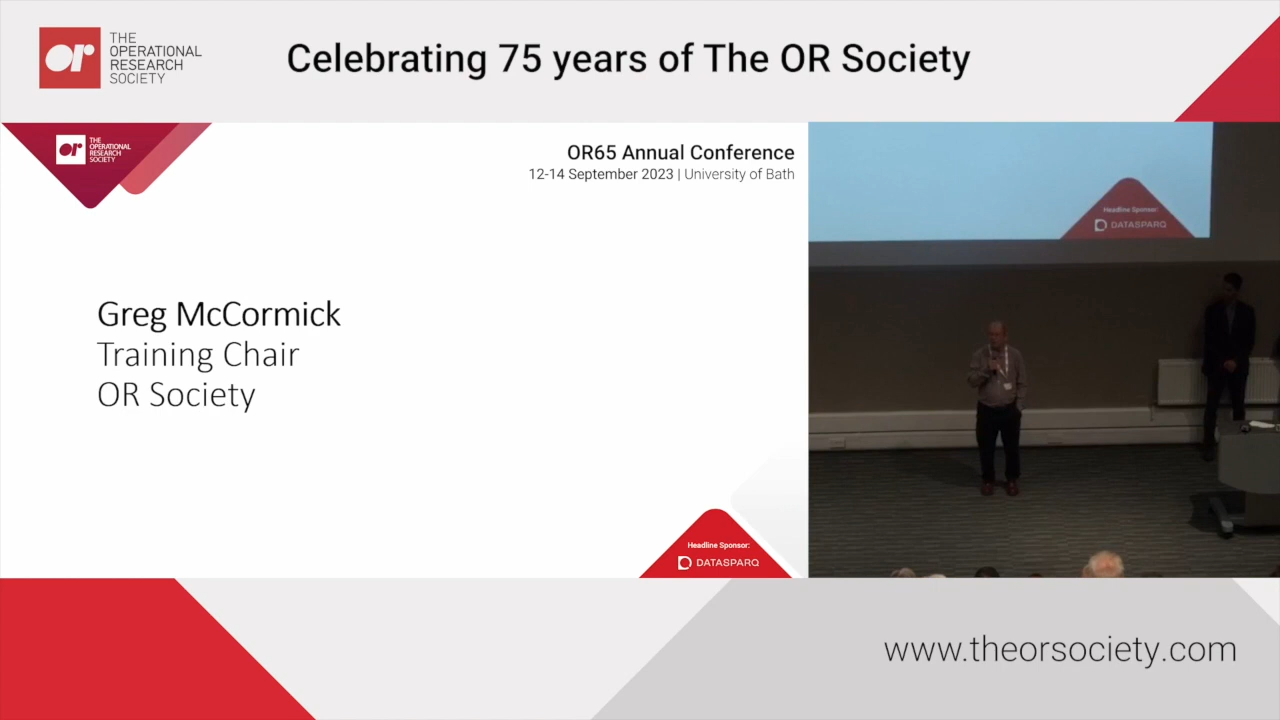 THE
OPERATIONAL
RESEARCH
SOCIETY
or
Celebrating 75 years of The OR Society
or
THE
OPERATIONAL
RESEARCH
SOCIETY
OR65 Annual Conference
12-14 September 2023 | University of Bath
Greg McCormick
Training Chair
OR Society
Headline Sponsor:
DATASPARQ
Headline Sponsor:
DATASPARQ
www.theorsociety.com